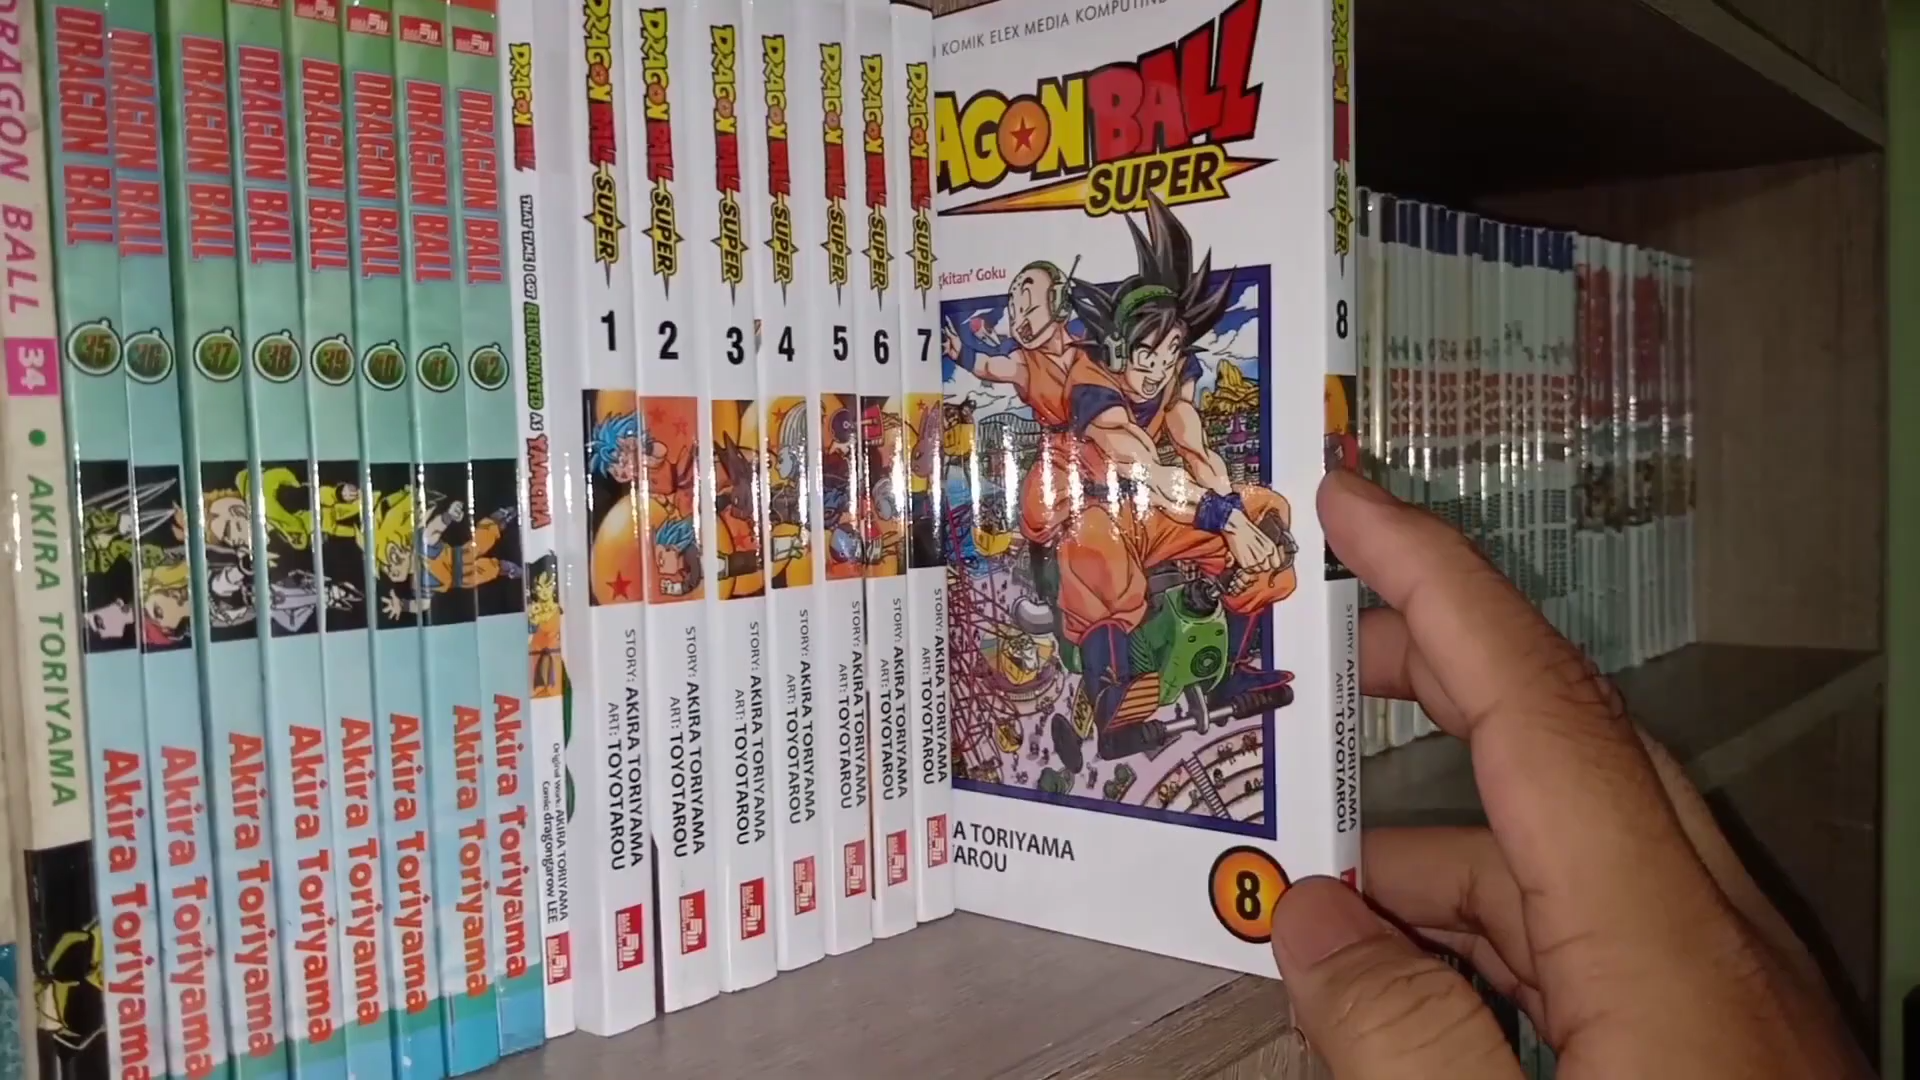 DRAGON BALL
34
AKIRA TORIYAMA
DRAGON BALL
35
Akira Toriyama
DRAGON BALL
36
Akira Toriyama
DRAGON BALL
37
Akira Toriyama
DRAGON BALL
38
Akira Toriyama
DRAGON BALL
39
Akira Toriyama
DRAGON BALL
40
Akira Toriyama
DRAGON BALL
41
Akira Toriyama
DRAGON BALL
42
Akira Toriyama
DRAGON BALL
THAT TIME I GOT REINCARNATED AS YAMCHA
Original Work: AKIRA TORIYAMA
Comic: dragongarow LEE
DRAGON BALL SUPER
1
STORY: AKIRA TORIYAMA
ART: TOYOTAROU
DRAGON BALL SUPER
2
STORY: AKIRA TORIYAMA
ART: TOYOTAROU
DRAGON BALL SUPER
3
STORY: AKIRA TORIYAMA
ART: TOYOTAROU
DRAGON BALL SUPER
4
STORY: AKIRA TORIYAMA
ART: TOYOTAROU
DRAGON BALL SUPER
5
STORY: AKIRA TORIYAMA
ART: TOYOTAROU
DRAGON BALL SUPER
6
STORY: AKIRA TORIYAMA
ART: TOYOTAROU
DRAGON BALL SUPER
7
STORY: AKIRA TORIYAMA
ART: TOYOTAROU
KOMIK ELEX MEDIA KOMPUTIND
AGON BALL
SUPER
gkitan' Goku
A TORIYAMA
TAROU
8
DRAGON BALL SUPER
8
STORY: AKIRA TORIYAMA
ART: TOYOTAROU